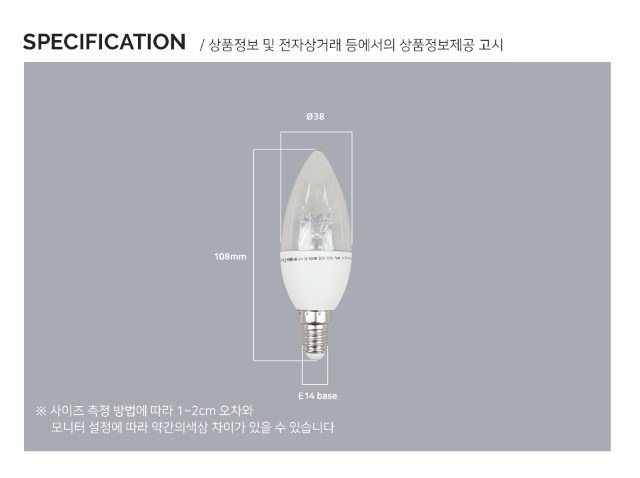 SPECIFICATION / 상품정보 및 전자상거래 등에서의 상품정보제공 고시
Ø38
108mm
E14 base
※ 사이즈 측정 방법에 따라 1~2cm 오차와
모니터 설정에 따라 약간의색상 차이가 있을 수 있습니다